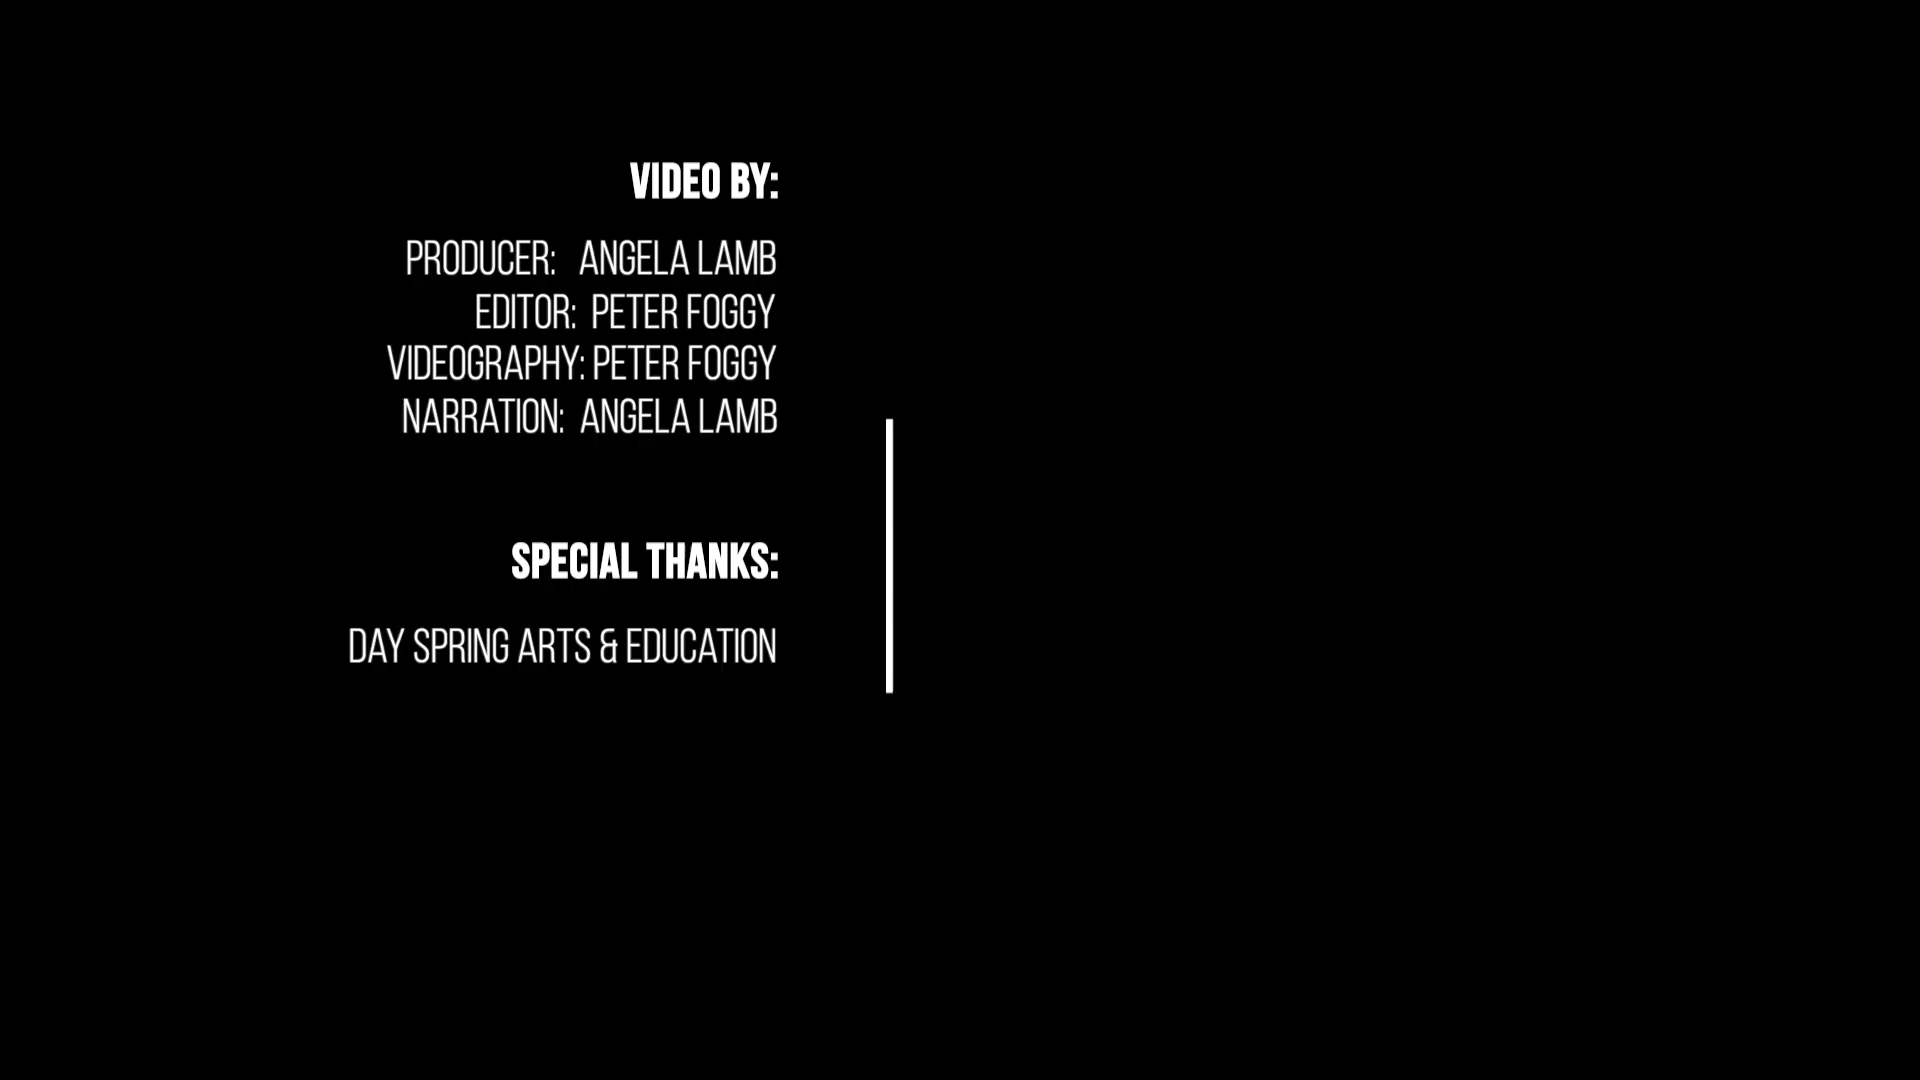 VIDEO BY:
PRODUCER: ANGELA LAMB
EDITOR: PETER FOGGY
VIDEOGRAPHY: PETER FOGGY
NARRATION: ANGELA LAMB
SPECIAL THANKS:
DAY SPRING ARTS & EDUCATION